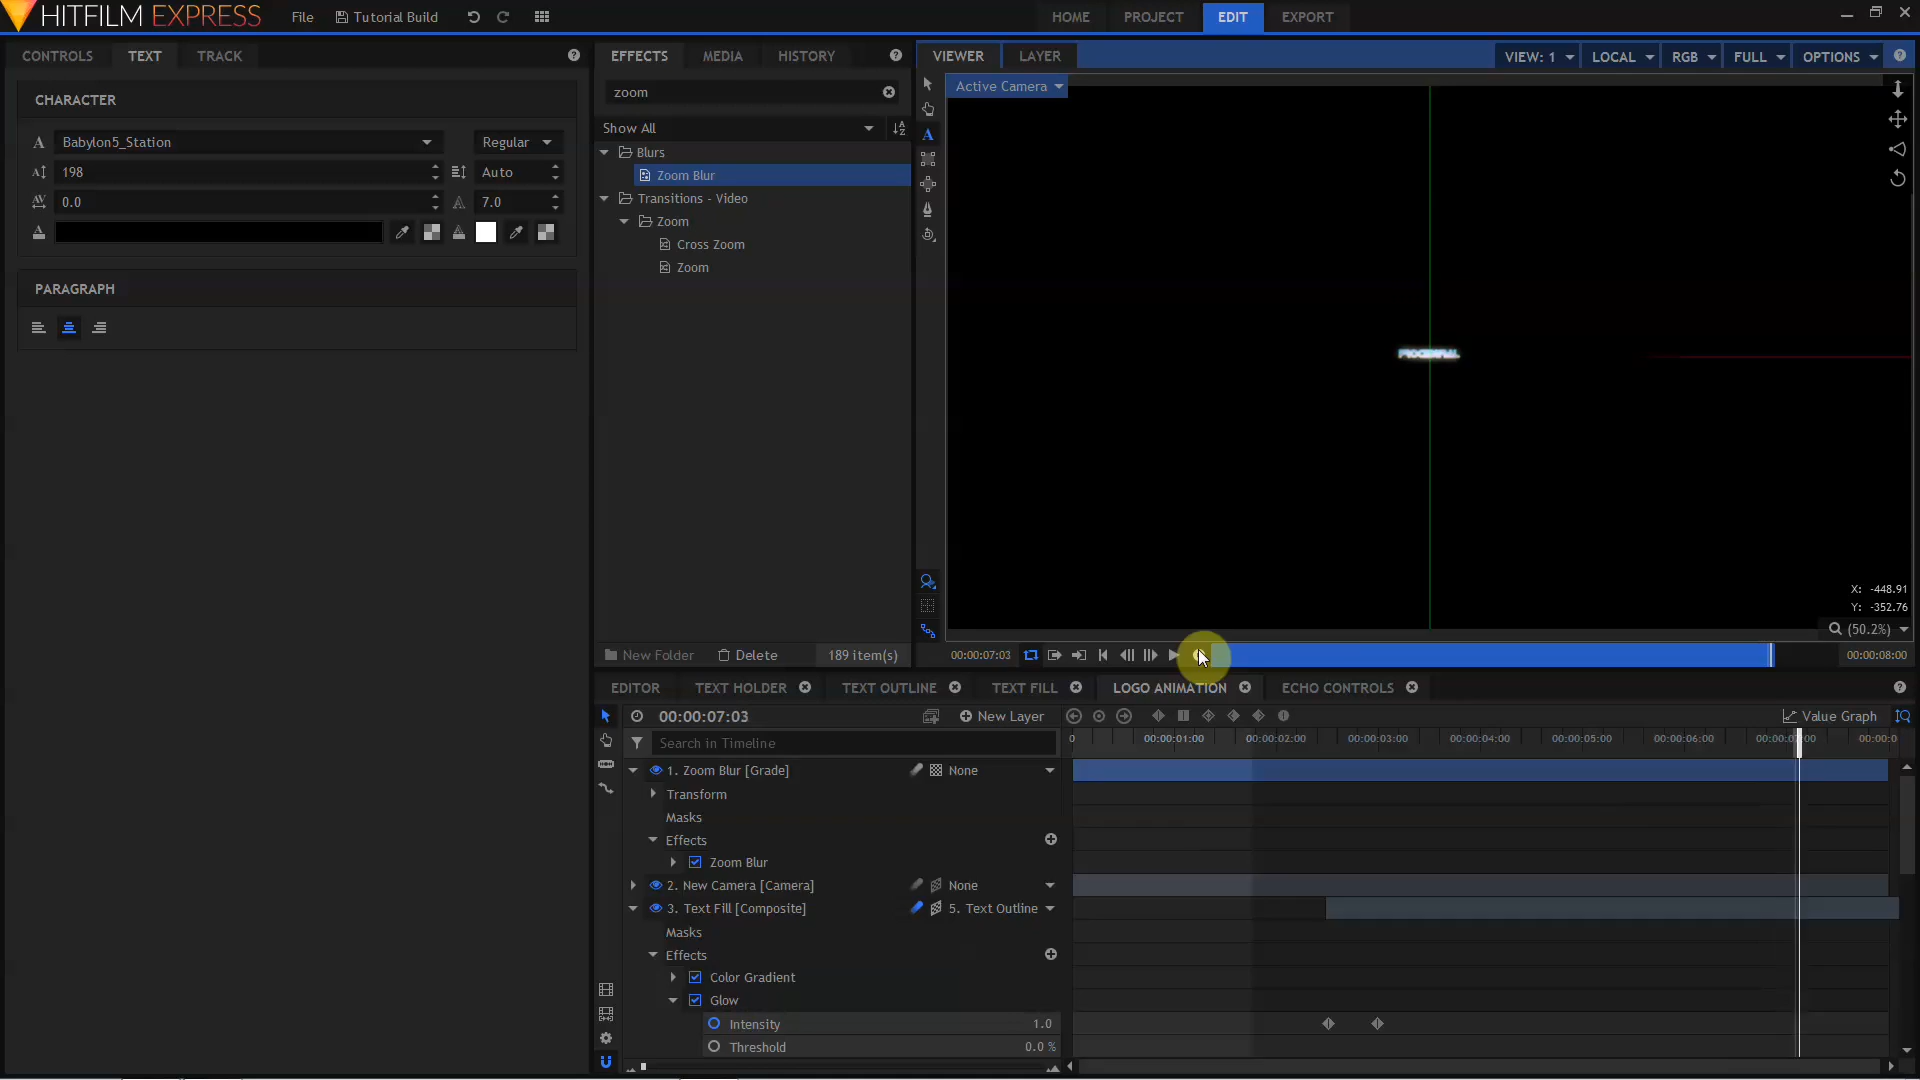 HITFILM EXPRESS
File
Tutorial Build
HOME
PROJECT
EDIT
EXPORT
CONTROLS
TEXT
TRACK
EFFECTS
MEDIA
HISTORY
VIEWER
LAYER
VIEW: 1
LOCAL
RGB
FULL
OPTIONS
CHARACTER
Babylon5_Station
Regular
198
Auto
0.0
7.0
PARAGRAPH
zoom
Show All
Blurs
Zoom Blur
Transitions - Video
Zoom
Cross Zoom
Zoom
New Folder
Delete
189 item(s)
Active Camera
X: -448.91
Y: -352.76
(50.2%)
00:00:07:03
00:00:08:00
EDITOR
TEXT HOLDER
TEXT OUTLINE
TEXT FILL
LOGO ANIMATION
ECHO CONTROLS
00:00:07:03
New Layer
Value Graph
Search in Timeline
0
00:00:01:00
00:00:02:00
00:00:03:00
00:00:04:00
00:00:05:00
00:00:06:00
1. Zoom Blur [Grade]
None
Transform
Masks
Effects
Zoom Blur
2. New Camera [Camera]
None
3. Text Fill [Composite]
5. Text Outline
Masks
Effects
Color Gradient
Glow
Intensity
1.0
Threshold
0.0 %